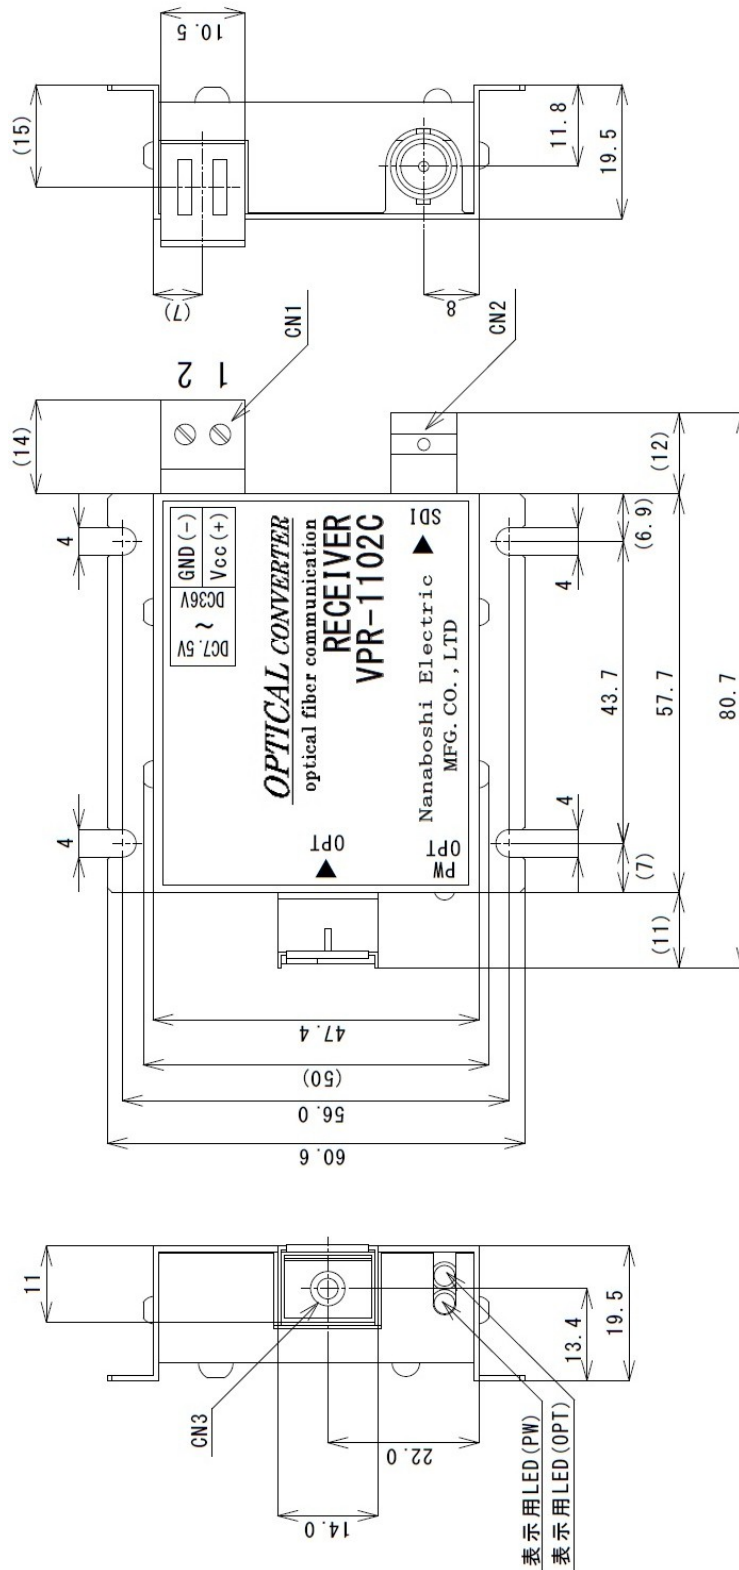 10.5
(15)
11.8
19.5
(7)
8
CN1
CN2
1 2
(14)
(12)
4
GND(-)
Vcc(+)
DC7.5V
~
DC36V
OPTICAL CONVERTER
optical fiber communication
RECEIVER
VPR-1102C
▲ SDI
Nanaboshi Electric
MFG.CO.,LTD
(6.9)
4
43.7
57.7
80.7
4
▲ OPT
PW
OPT
4
(7)
(11)
47.4
(50)
56.0
60.6
11
13.4
19.5
CN3
22.0
14.0
表示用LED(PW)
表示用LED(OPT)